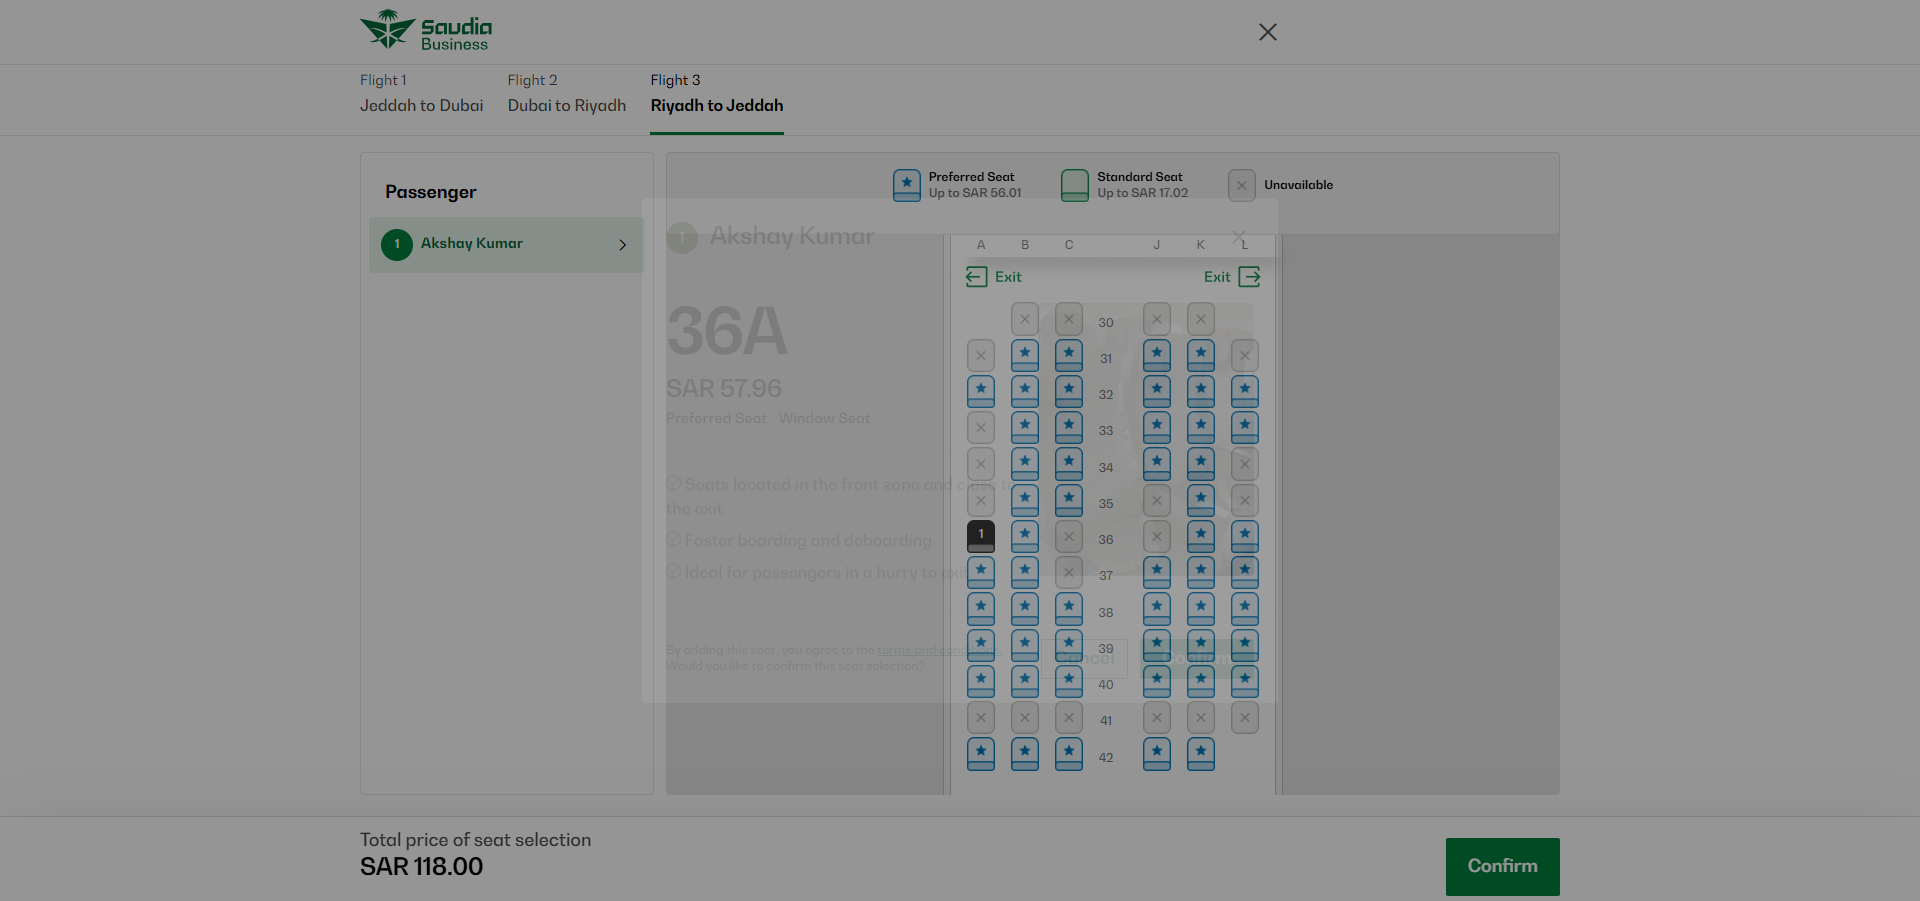 Saudia
Business
Flight 1
Jeddah to Dubai
Flight 2
Dubai to Riyadh
Flight 3
Riyadh to Jeddah
Passenger
1 Akshay Kumar
Preferred Seat
Up to SAR 56.01
Standard Seat
Up to SAR 17.02
Unavailable
1 Akshay Kumar
36A
SAR 57.96
Preferred Seat - Window Seat
Seats located in the front zone and close to
the exit
Faster boarding and deboarding
Ideal for passengers in a hurry to exit
By adding this seat, you agree to the terms and conditions.
Would you like to confirm this seat selection?
Cancel
Confirm
A B C J K L
Exit
Exit
30
31
32
33
34
35
1 36
37
38
39
40
41
42
Total price of seat selection
SAR 118.00
Confirm